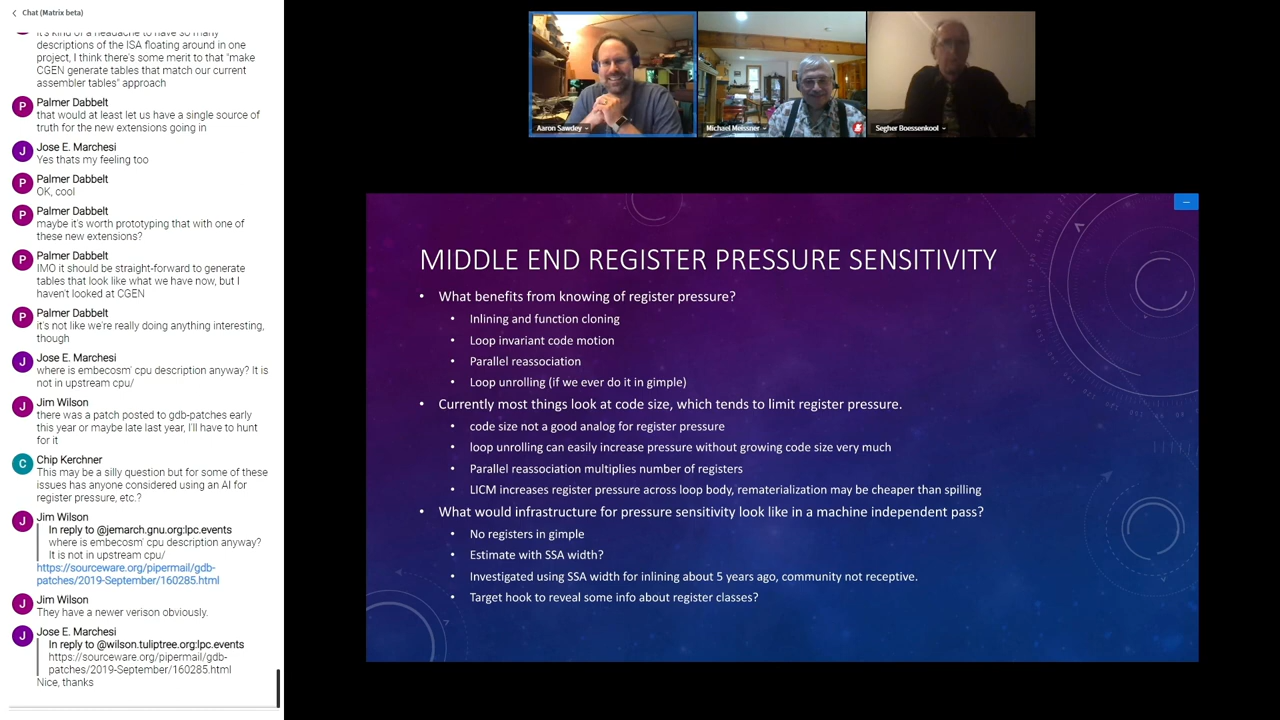 Chat (Matrix beta)
it's kind of a headache to have so many
descriptions of the ISA floating around in one
project, I think there's some merit to that "make
CGEN generate tables that match our current
assembler tables" approach
P
Palmer Dabbelt
that would at least let us have a single source of
truth for the new extensions going in
J
Jose E. Marchesi
Yes thats my feeling too
P
Palmer Dabbelt
OK, cool
P
Palmer Dabbelt
maybe it's worth prototyping that with one of
these new extensions?
P
Palmer Dabbelt
IMO it should be straight-forward to generate
tables that look like what we have now, but I
haven't looked at CGEN
P
Palmer Dabbelt
it's not like we're really doing anything interesting,
though
J
Jose E. Marchesi
where is embecosm' cpu description anyway? It is
not in upstream cpu/
J
Jim Wilson
there was a patch posted to gdb-patches early
this year or maybe late last year, I'll have to hunt
for it
C
Chip Kerchner
This may be a silly question but for some of these
issues has anyone considered using an AI for
register pressure, etc.?
J
Jim Wilson
In reply to @jemarch.gnu.org:lpc.events
where is embecosm' cpu description anyway?
It is not in upstream cpu/
https://sourceware.org/pipermail/gdb-
patches/2019-September/160285.html
J
Jim Wilson
They have a newer verison obviously.
J
Jose E. Marchesi
In reply to @wilson.tuliptree.org:lpc.events
https://sourceware.org/pipermail/gdb-
patches/2019-September/160285.html
Nice, thanks
Aaron Sawdey
Michael Meissner
Segher Boessenkool
MIDDLE END REGISTER PRESSURE SENSITIVITY
• What benefits from knowing of register pressure?
• Inlining and function cloning
• Loop invariant code motion
• Parallel reassociation
• Loop unrolling (if we ever do it in gimple)
• Currently most things look at code size, which tends to limit register pressure.
• code size not a good analog for register pressure
• loop unrolling can easily increase pressure without growing code size very much
• Parallel reassociation multiplies number of registers
• LICM increases register pressure across loop body, rematerialization may be cheaper than spilling
• What would infrastructure for pressure sensitivity look like in a machine independent pass?
• No registers in gimple
• Estimate with SSA width?
• Investigated using SSA width for inlining about 5 years ago, community not receptive.
• Target hook to reveal some info about register classes?